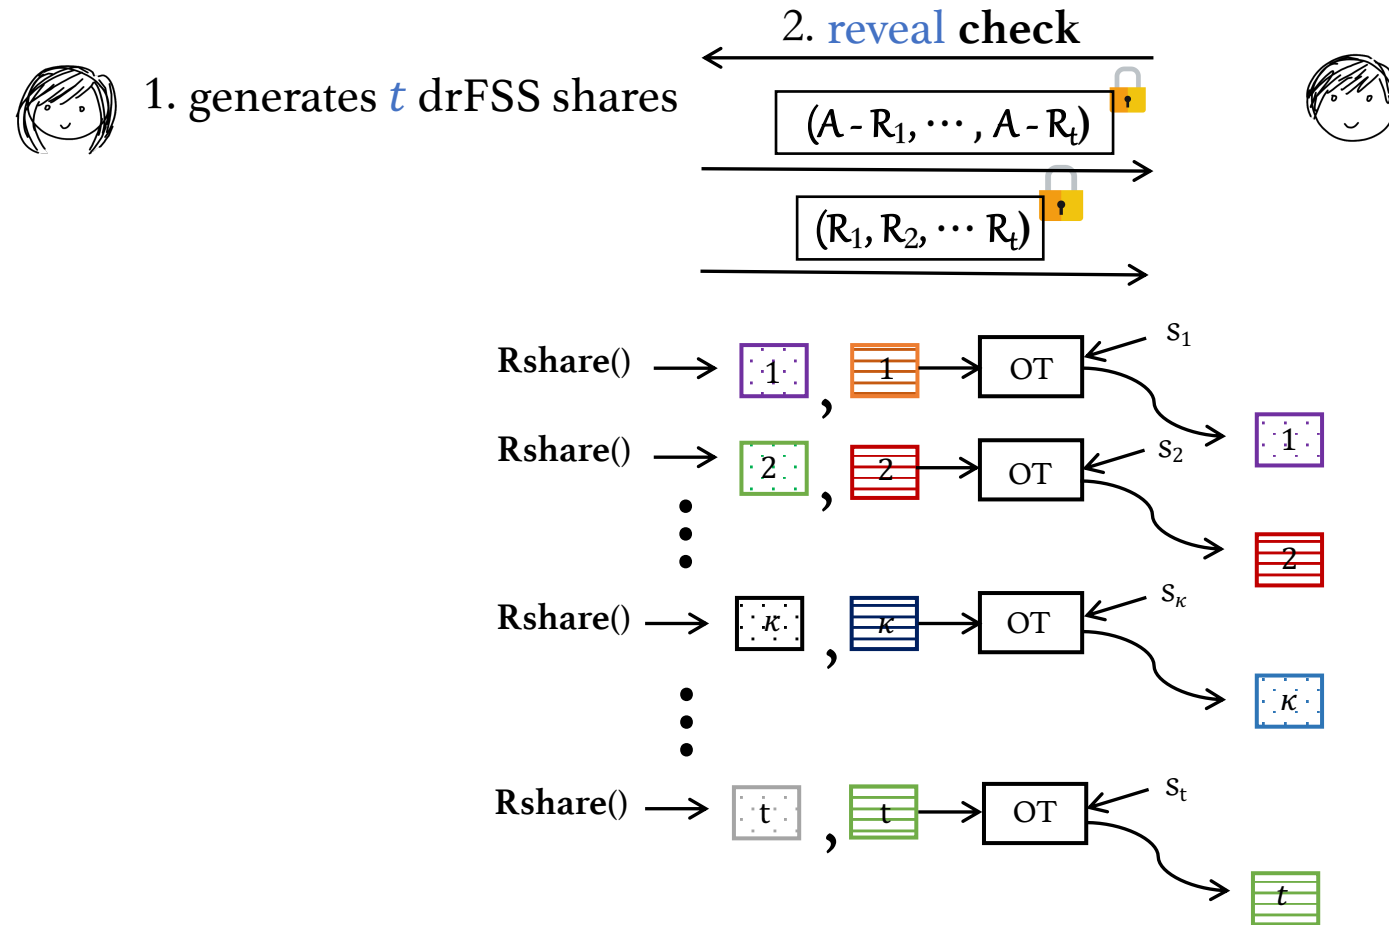 2. reveal check
1. generates t drFSS shares
(A - R₁, ⋯ , A - Rₜ)
(R₁, R₂, ⋯ Rₜ)
Rshare() 1 , 1 OT s₁
1
Rshare() 2 , 2 OT s₂
2
Rshare() κ , κ OT s_κ
κ
Rshare() t , t OT sₜ
t